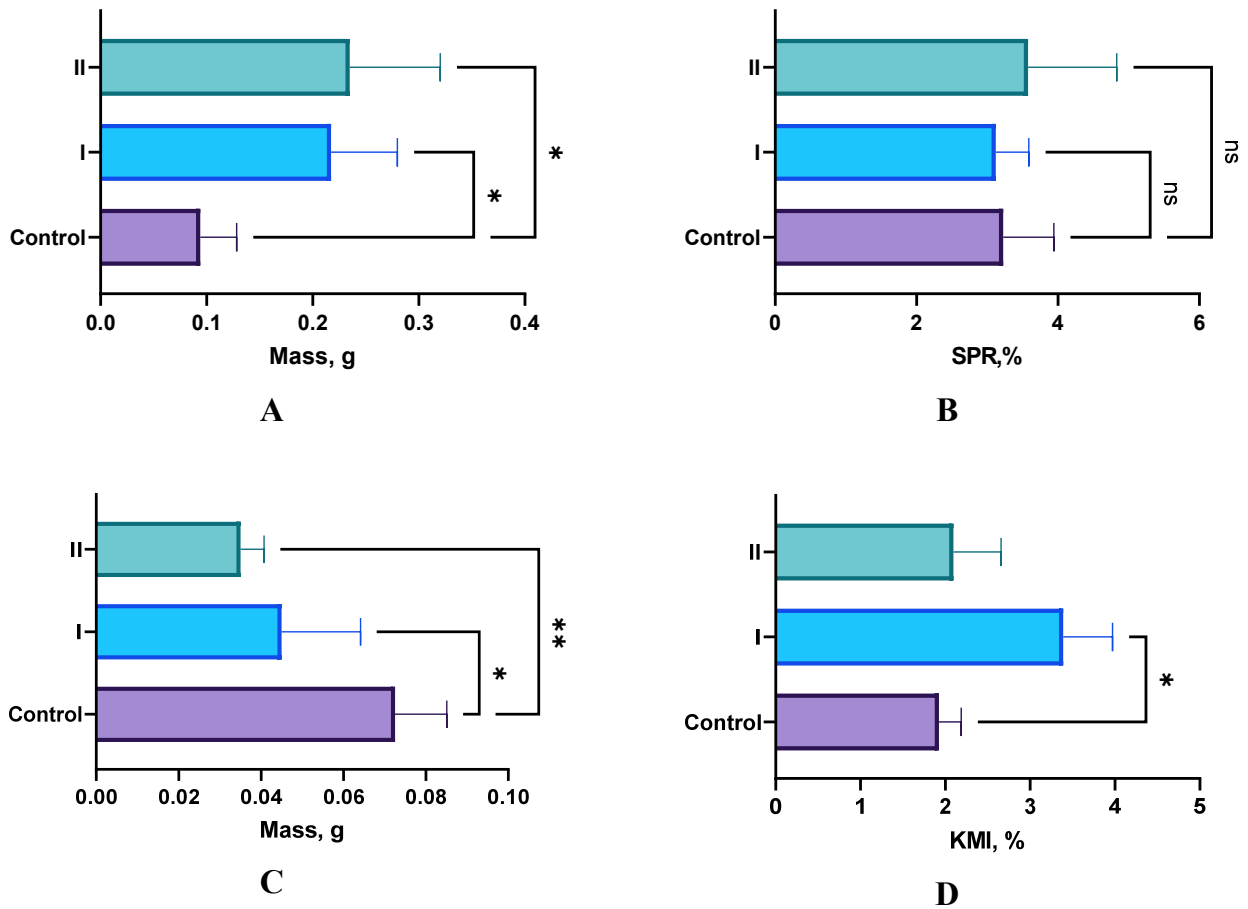 II
I
Control
*
*
0.0 0.1 0.2 0.3 0.4
Mass, g
A
II
I
Control
ns
ns
0 2 4 6
SPR,%
B
II
I
Control
*
**
0.00 0.02 0.04 0.06 0.08 0.10
Mass, g
C
II
I
Control
*
0 1 2 3 4 5
KMI, %
D